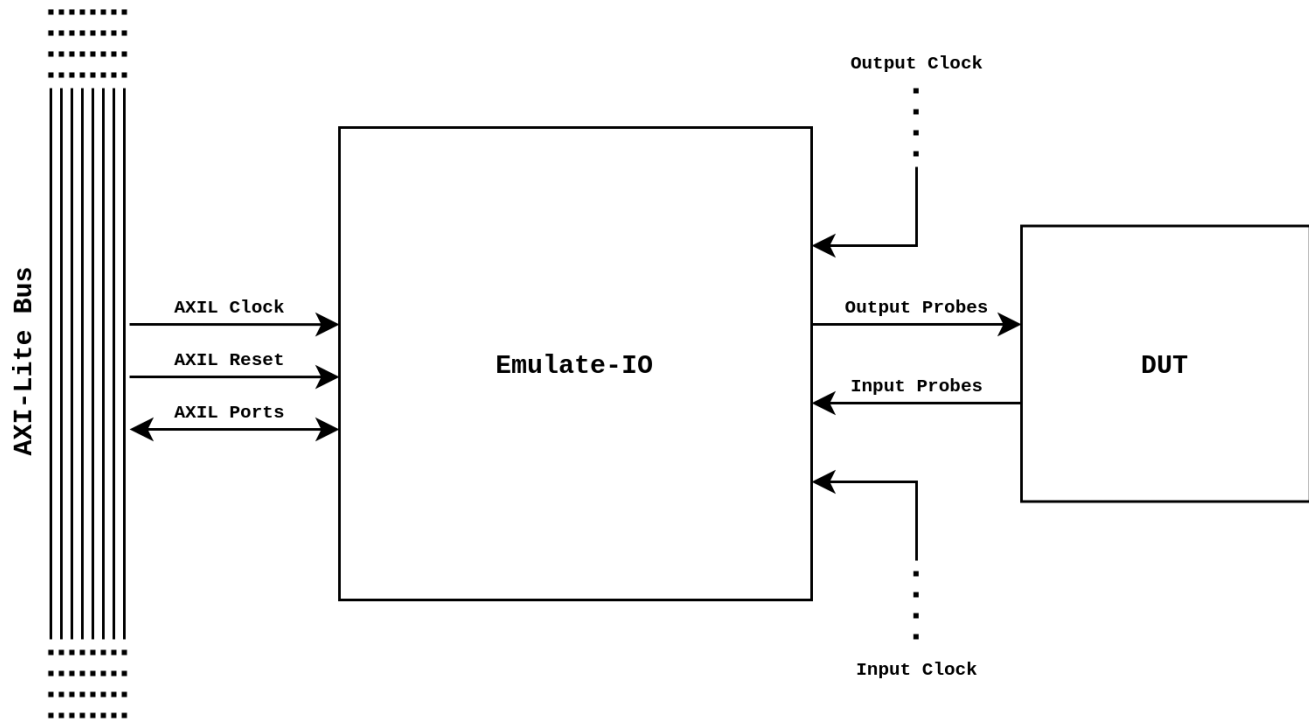 Output Clock
AXI-Lite Bus
AXIL Clock
AXIL Reset
AXIL Ports
Emulate-IO
Output Probes
Input Probes
DUT
Input Clock